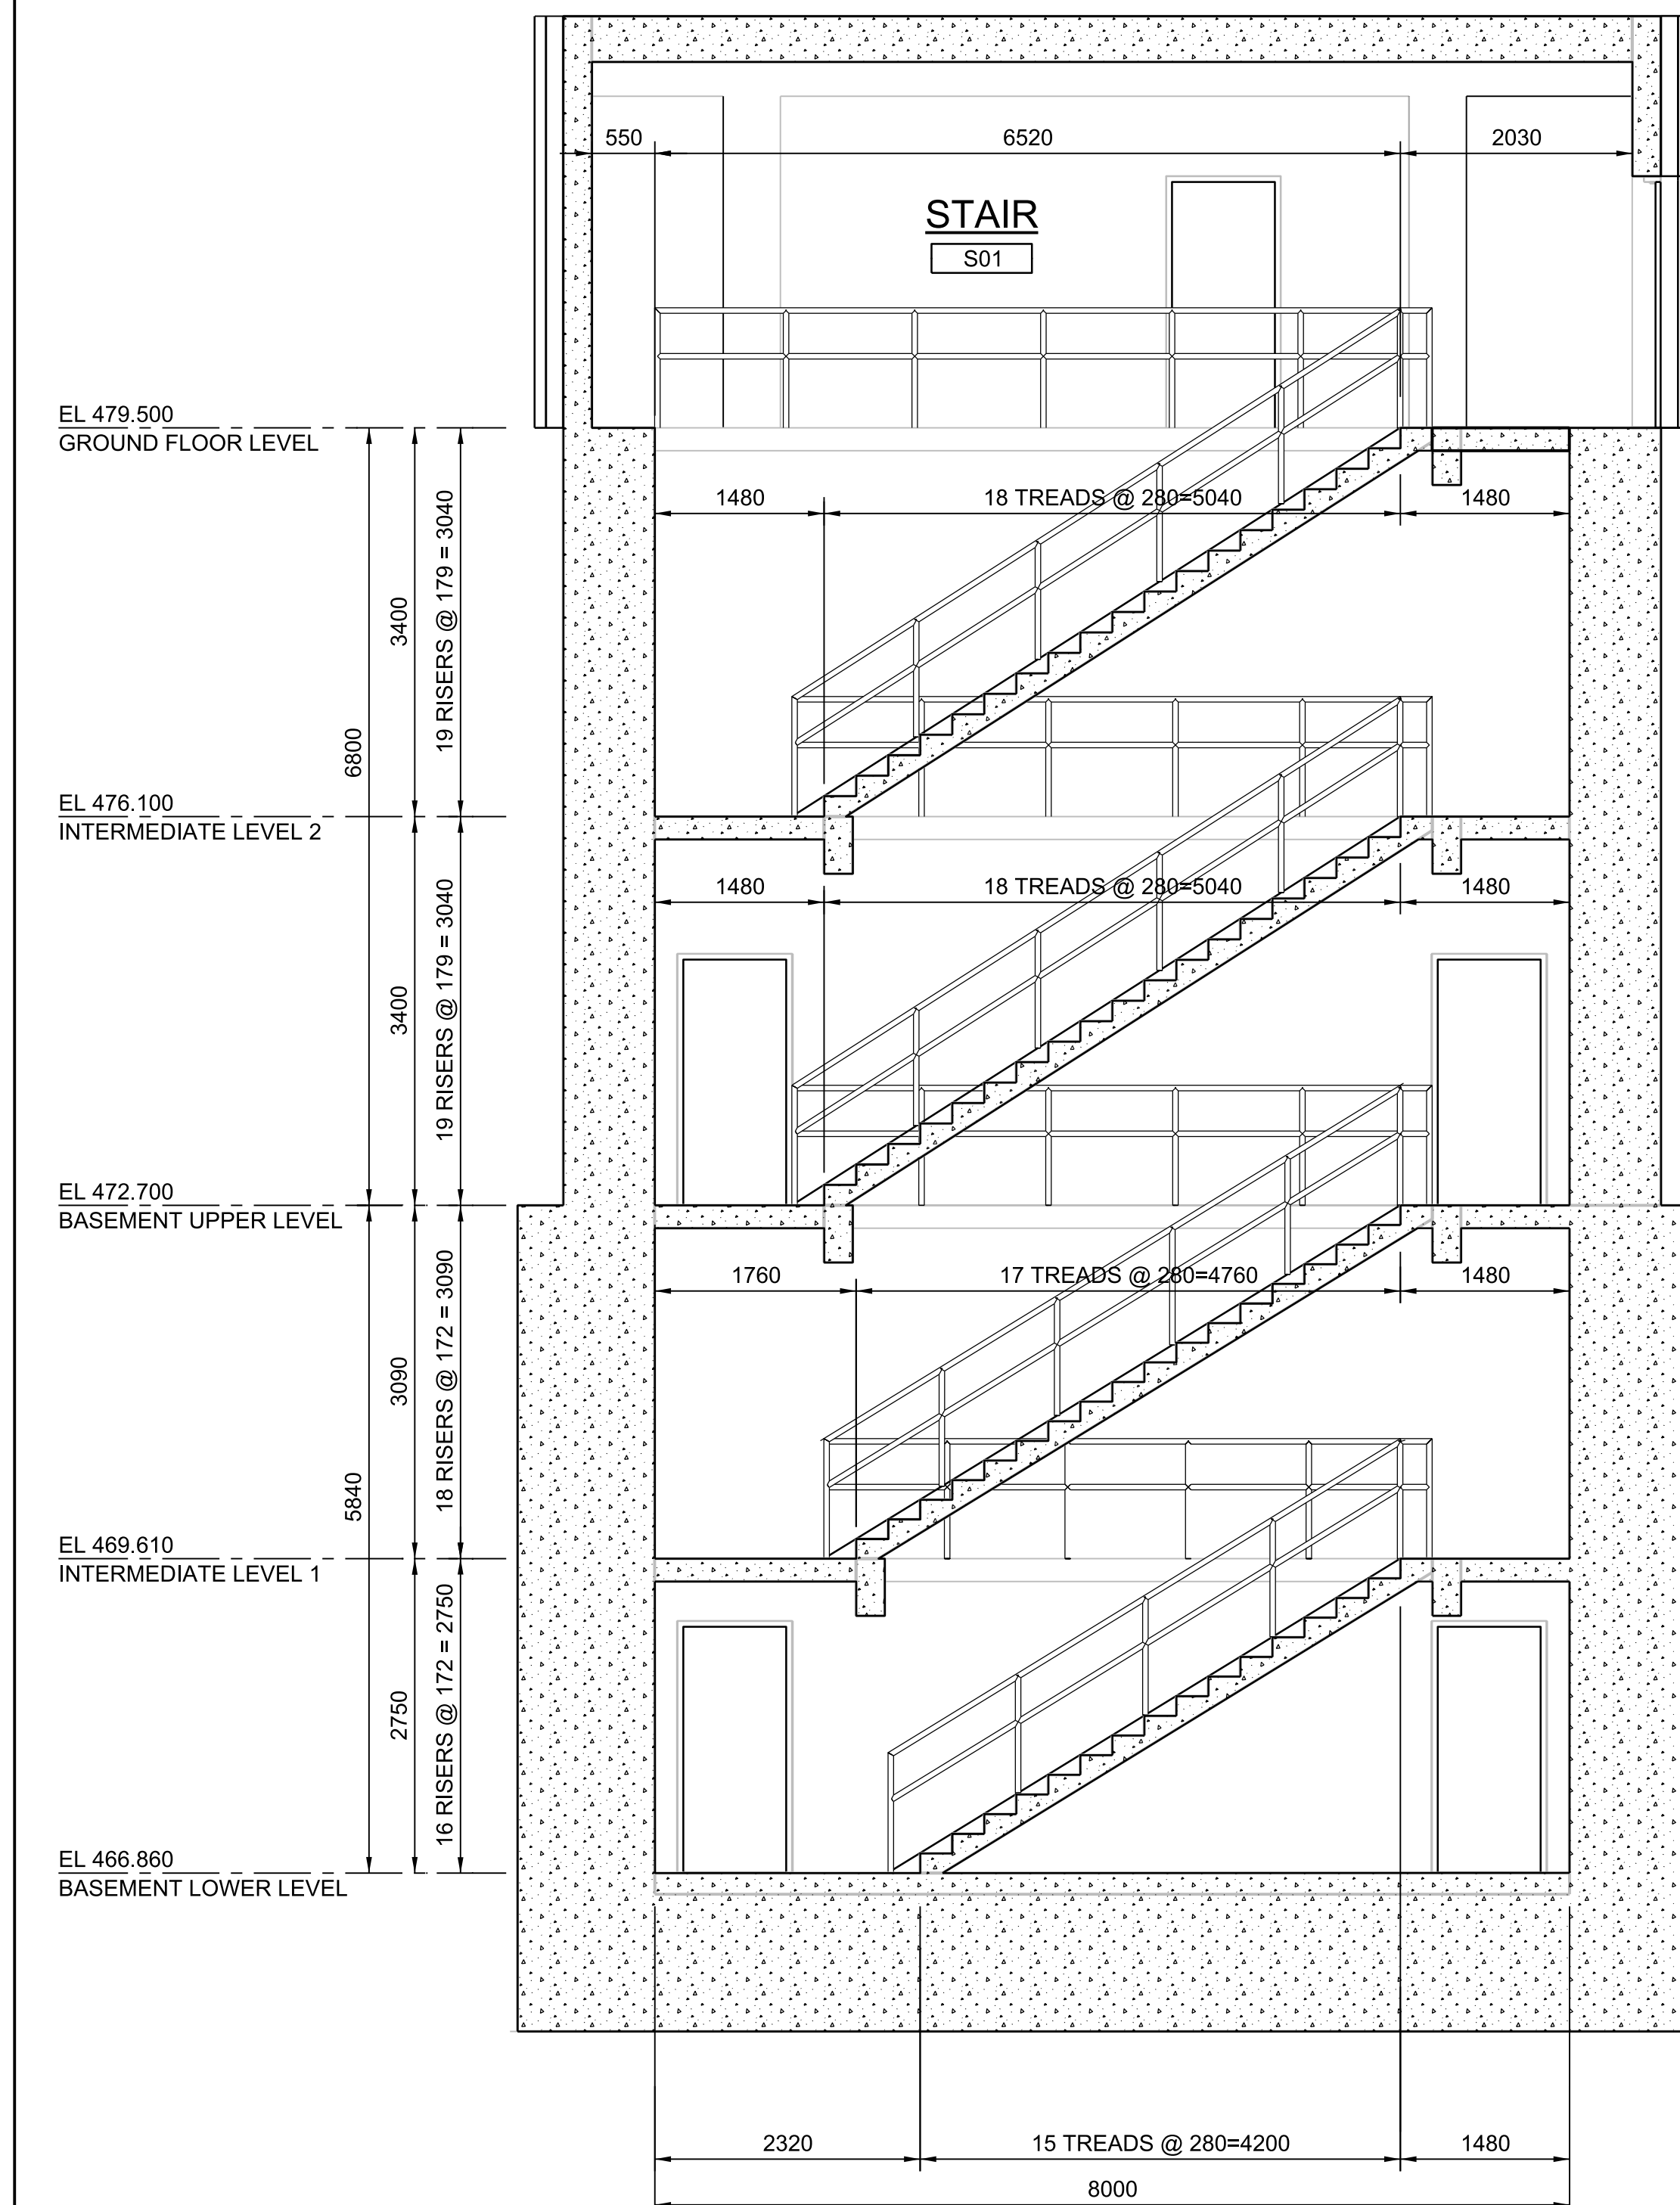 550 6520 2030
STAIR
S01
EL 479.500
GROUND FLOOR LEVEL
1480 18 TREADS @ 280=5040 1480
6800
3400
19 RISERS @ 179 = 3040
EL 476.100
INTERMEDIATE LEVEL 2
1480 18 TREADS @ 280=5040 1480
3400
19 RISERS @ 179 = 3040
EL 472.700
BASEMENT UPPER LEVEL
1760 17 TREADS @ 280=4760 1480
5840
3090
18 RISERS @ 172 = 3090
EL 469.610
INTERMEDIATE LEVEL 1
2750
16 RISERS @ 172 = 2750
EL 466.860
BASEMENT LOWER LEVEL
2320 15 TREADS @ 280=4200 1480
8000